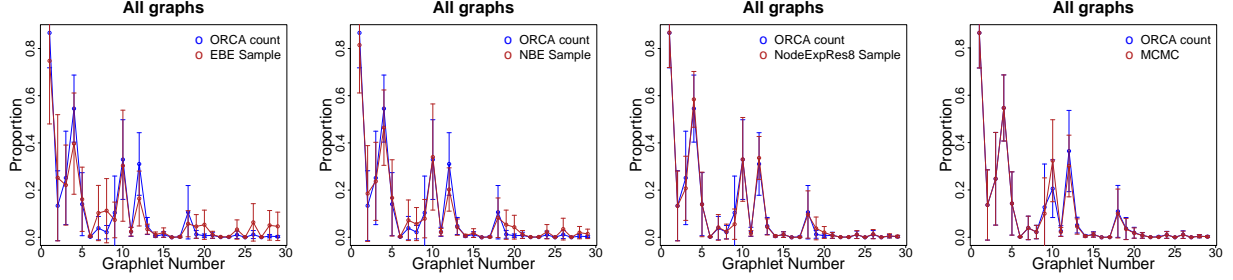 All graphs
ORCA count
EBE Sample
Proportion
0.0
0.2
0.4
0.6
0.8
0
5
10
15
20
25
30
Graphlet Number
All graphs
ORCA count
NBE Sample
Proportion
0.0
0.2
0.4
0.6
0.8
0
5
10
15
20
25
30
Graphlet Number
All graphs
ORCA count
NodeExpRes8 Sample
Proportion
0.0
0.2
0.4
0.6
0.8
0
5
10
15
20
25
30
Graphlet Number
All graphs
ORCA count
MCMC
Proportion
0.0
0.2
0.4
0.6
0.8
0
5
10
15
20
25
30
Graphlet Number